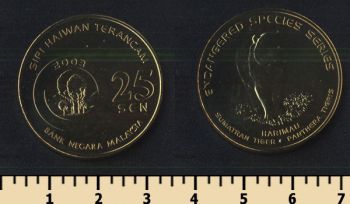 SIRI HAIWAN TERANCAM
2003
25
SEN
BANK NEGARA MALAYSIA
ENDANGERED SPECIES SERIES
HARIMAU
SUMATRAN TIGER • PANTHERA TIGRIS
1 2 3 4 5 6 7